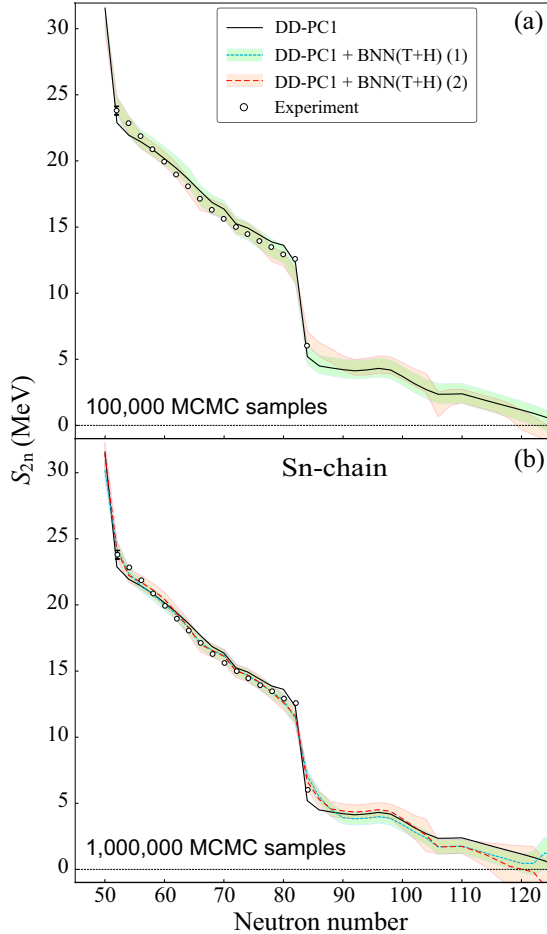 (a)
DD-PC1
DD-PC1 + BNN(T+H) (1)
DD-PC1 + BNN(T+H) (2)
Experiment
30
25
20
15
10
5
0
100,000 MCMC samples
S2n (MeV)
(b)
Sn-chain
30
25
20
15
10
5
0
1,000,000 MCMC samples
50 60 70 80 90 100 110 120
Neutron number